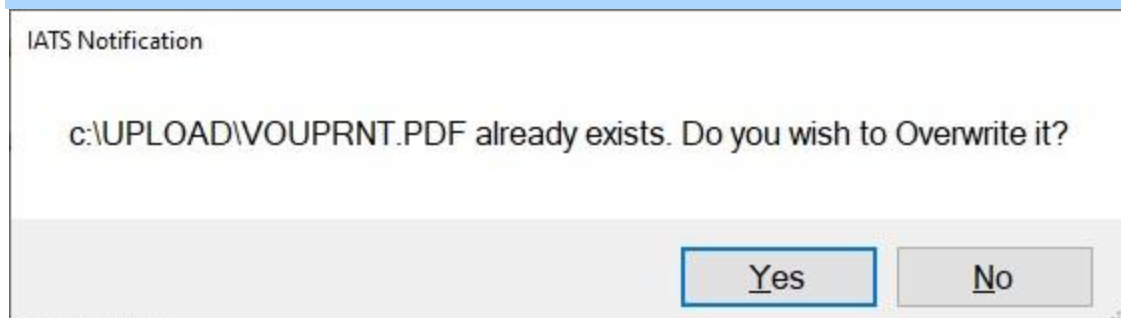 IATS Notification
c:\UPLOAD\VOUPRNT.PDF already exists. Do you wish to Overwrite it?
Yes
No